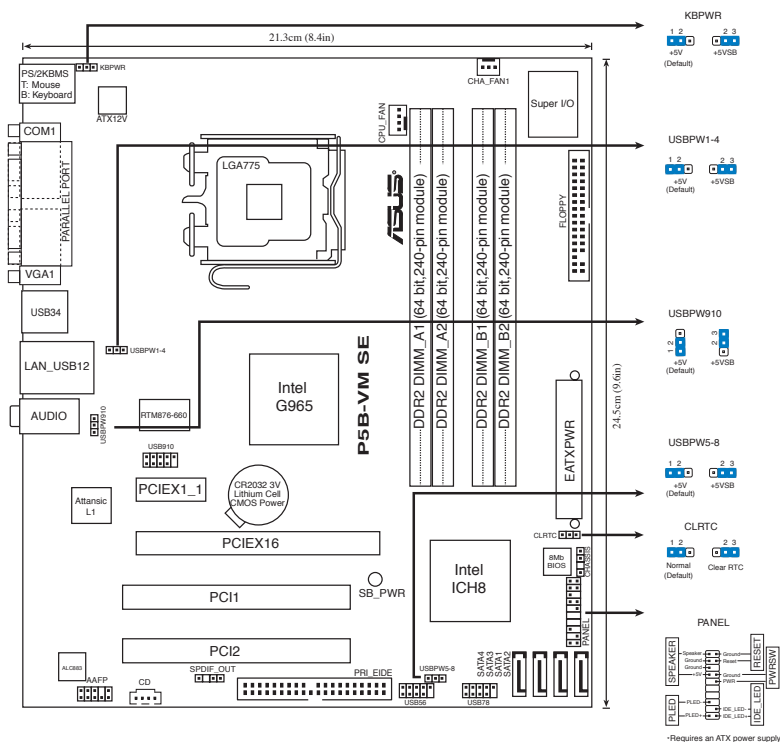 KBPWR
1 2
2 3
+5V
(Default)
+5VSB
21.3cm (8.4in)
PS/2KBMS
T: Mouse
B: Keyboard
KBPWR
ATX12V
CHA_FAN1
Super I/O
CPU_FAN
COM1
PARALLEL PORT
VGA1
LGA775
ASUS
DDR2 DIMM_A1 (64 bit,240-pin module)
DDR2 DIMM_A2 (64 bit,240-pin module)
DDR2 DIMM_B1 (64 bit,240-pin module)
DDR2 DIMM_B2 (64 bit,240-pin module)
FLOPPY
USBPW1-4
1 2
2 3
+5V
(Default)
+5VSB
USB34
USBPW1-4
LAN_USB12
AUDIO
USBPW910
RTM876-660
Intel
G965
P5B-VM SE
24.5cm (9.6in)
EATXPWR
USBPW910
1 2
2 3
+5V
(Default)
+5VSB
USB910
PCIEX1_1
CR2032 3V
Lithium Cell
CMOS Power
Attansic
L1
PCIEX16
USBPW5-8
1 2
2 3
+5V
(Default)
+5VSB
CLRTC
8Mb
BIOS
CHASSIS
CLRTC
1 2
2 3
Normal
(Default)
Clear RTC
Intel
ICH8
SB_PWR
PCI1
PCI2
PANEL
ALC883
AAFP
CD
SPDIF_OUT
PRI_EIDE
USBPW5-8
USB56
USB78
SATA4
SATA3
SATA1
SATA2
PANEL
SPEAKER
Speaker
Ground
Ground
+5V
Ground
Reset
RESET
Ground
PWR
PWRSW
PLED
PLED-
PLED+
IDE_LED-
IDE_LED+
IDE_LED
*Requires an ATX power supply